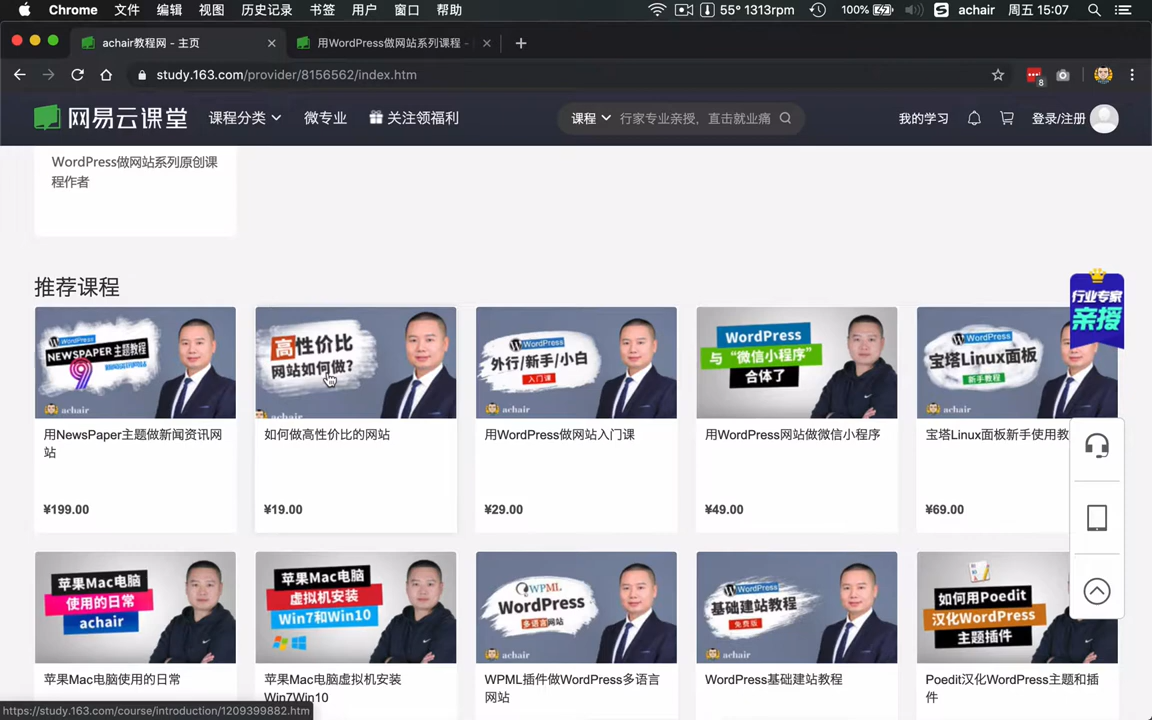 Chrome 文件 编辑 视图 历史记录 书签 用户 窗口 帮助 55° 1313rpm 100% achair 周五 15:07
achair教程网 - 主页 用WordPress做网站系列课程 -
study.163.com/provider/8156562/index.htm 8
网易云课堂 课程分类 微专业 关注领福利 课程 行家专业亲授，直击就业痛 我的学习 登录/注册
WordPress做网站系列原创课
程作者
推荐课程
行业专家
亲授
WordPress
NEWSPAPER 主题教程
9
achair
高性价比
网站如何做?
achair
WordPress
外行/新手/小白
入门课
achair
WordPress
与“微信小程序”
合体了
宝塔Linux面板
新手教程
achair
用NewsPaper主题做新闻资讯网
站
¥199.00
如何做高性价比的网站
¥19.00
用WordPress做网站入门课
¥29.00
用WordPress网站做微信小程序
¥49.00
宝塔Linux面板新手使用教
¥69.00
苹果Mac电脑
使用的日常
achair
苹果Mac电脑
虚拟机安装
Win7和Win10
WPML
WordPress
多语言网站
achair
WordPress
基础建站教程
免费版
achair
如何用Poedit
汉化WordPress
主题插件
苹果Mac电脑使用的日常
苹果Mac电脑虚拟机安装
Win7Win10
WPML插件做WordPress多语言
网站
WordPress基础建站教程
Poedit汉化WordPress主题和插
件
https://study.163.com/course/introduction/1209399882.htm